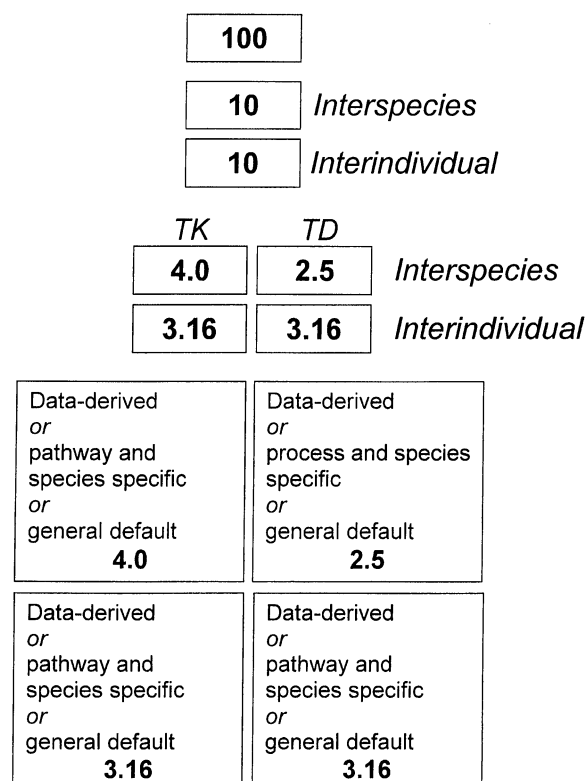 100
10 Interspecies
10 Interindividual
TK TD
4.0 2.5 Interspecies
3.16 3.16 Interindividual
Data-derived
or
pathway and
species specific
or
general default
4.0
Data-derived
or
process and species
specific
or
general default
2.5
Data-derived
or
pathway and
species specific
or
general default
3.16
Data-derived
or
pathway and
species specific
or
general default
3.16